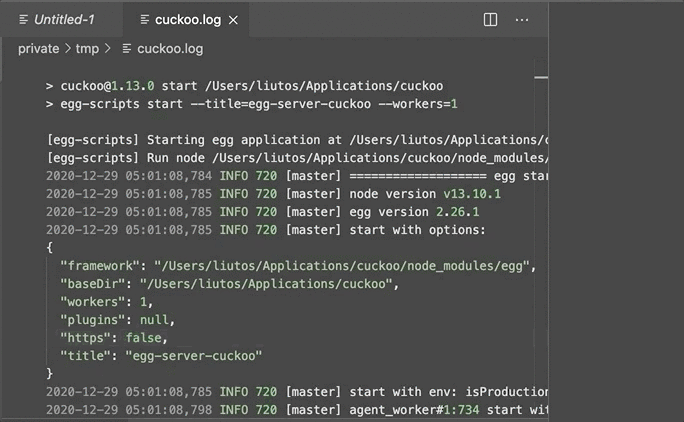 Untitled-1 cuckoo.log
private > tmp > cuckoo.log
> cuckoo@1.13.0 start /Users/liutos/Applications/cuckoo
> egg-scripts start --title=egg-server-cuckoo --workers=1
[egg-scripts] Starting egg application at /Users/liutos/Applications/c
[egg-scripts] Run node /Users/liutos/Applications/cuckoo/node_modules/
2020-12-29 05:01:08,784 INFO 720 [master] =================== egg star
2020-12-29 05:01:08,785 INFO 720 [master] node version v13.10.1
2020-12-29 05:01:08,785 INFO 720 [master] egg version 2.26.1
2020-12-29 05:01:08,785 INFO 720 [master] start with options:
{
"framework": "/Users/liutos/Applications/cuckoo/node_modules/egg",
"baseDir": "/Users/liutos/Applications/cuckoo",
"workers": 1,
"plugins": null,
"https": false,
"title": "egg-server-cuckoo"
}
2020-12-29 05:01:08,785 INFO 720 [master] start with env: isProduction
2020-12-29 05:01:08,798 INFO 720 [master] agent_worker#1:734 start wit